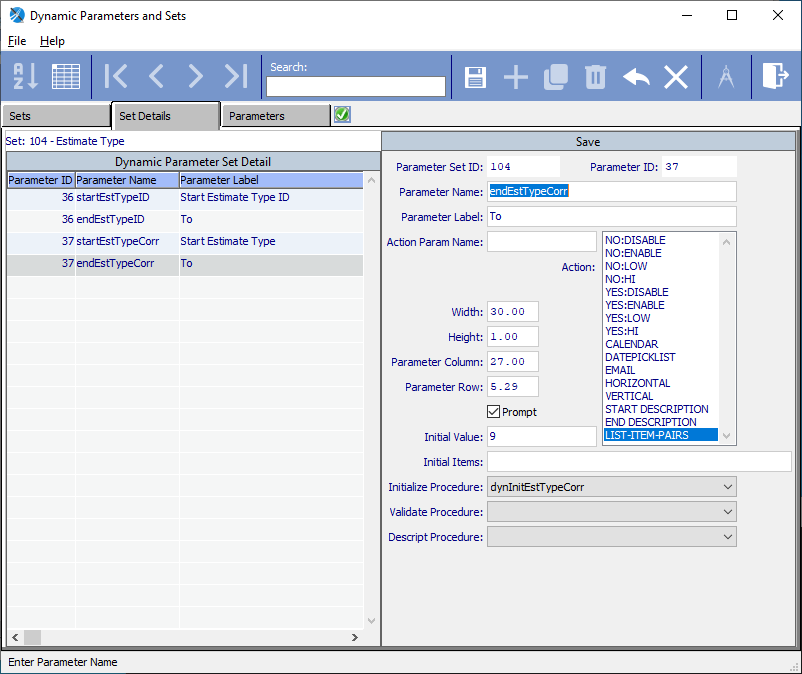 Dynamic Parameters and Sets
File Help
A Z
Search:
Sets Set Details Parameters
Set: 104 - Estimate Type
Dynamic Parameter Set Detail
Parameter ID Parameter Name Parameter Label
36 startEstTypeID Start Estimate Type ID
36 endEstTypeID To
37 startEstTypeCorr Start Estimate Type
37 endEstTypeCorr To
Save
Parameter Set ID: 104 Parameter ID: 37
Parameter Name: endEstTypeCorr
Parameter Label: To
Action Param Name:
Action:
NO:DISABLE
NO:ENABLE
NO:LOW
NO:HI
YES:DISABLE
YES:ENABLE
YES:LOW
YES:HI
CALENDAR
DATEPICKLIST
EMAIL
HORIZONTAL
VERTICAL
START DESCRIPTION
END DESCRIPTION
LIST-ITEM-PAIRS
Width: 30.00
Height: 1.00
Parameter Column: 27.00
Parameter Row: 5.29
Prompt
Initial Value: 9
Initial Items:
Initialize Procedure: dynInitEstTypeCorr
Validate Procedure:
Descript Procedure:
Enter Parameter Name